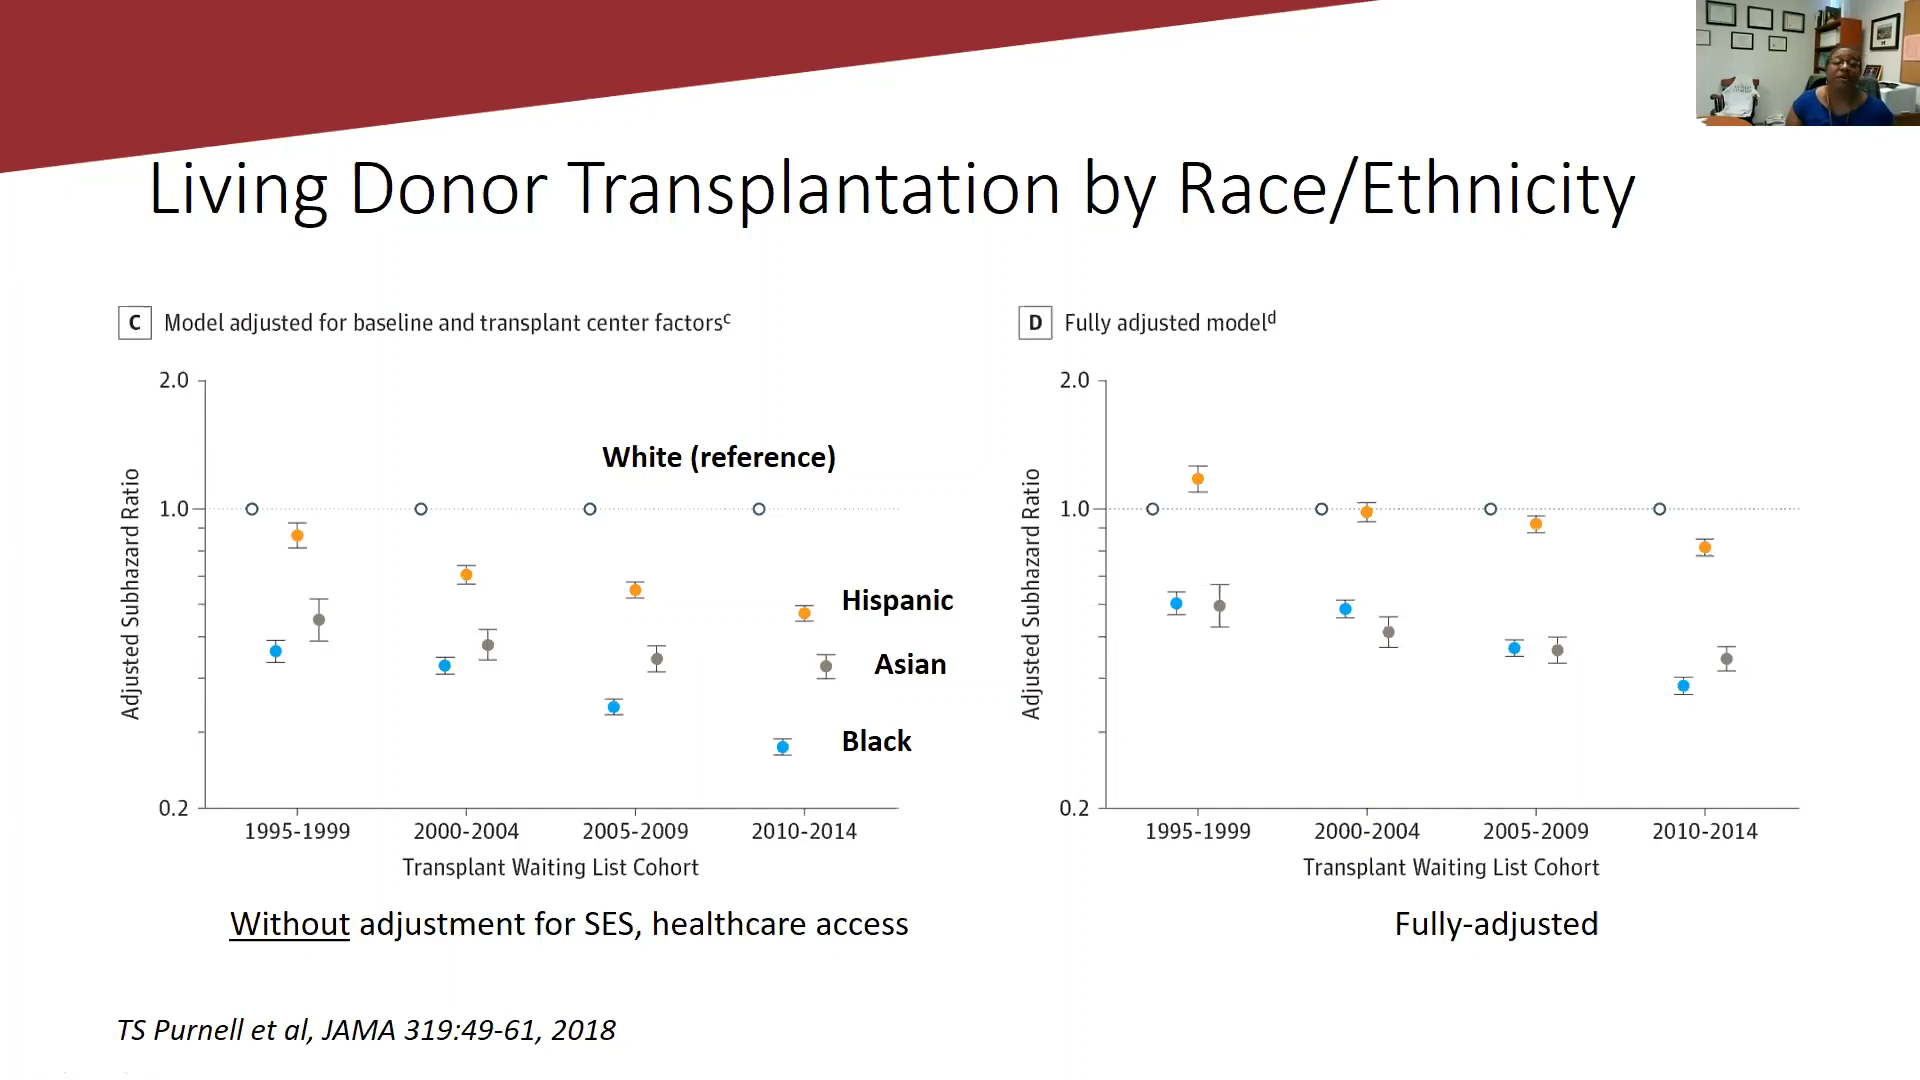 Living Donor Transplantation by Race/Ethnicity
C Model adjusted for baseline and transplant center factorsᶜ
2.0
1.0
0.2
Adjusted Subhazard Ratio
White (reference)
Hispanic
Asian
Black
1995-1999 2000-2004 2005-2009 2010-2014
Transplant Waiting List Cohort
Without adjustment for SES, healthcare access
D Fully adjusted modelᵈ
2.0
1.0
0.2
Adjusted Subhazard Ratio
1995-1999 2000-2004 2005-2009 2010-2014
Transplant Waiting List Cohort
Fully-adjusted
TS Purnell et al, JAMA 319:49-61, 2018